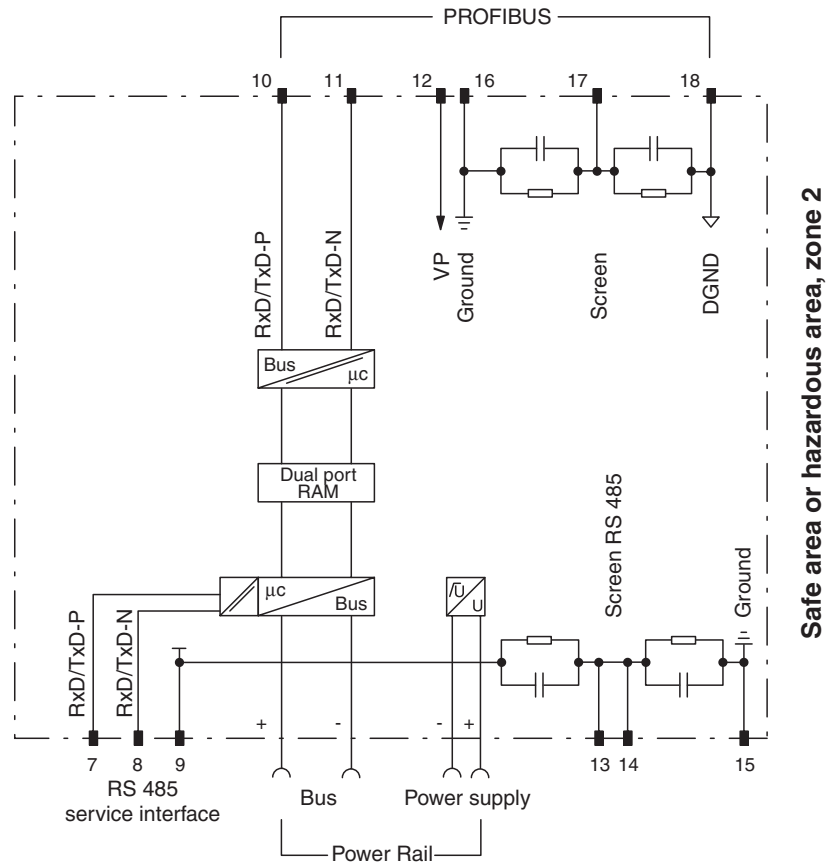 PROFIBUS
10
11
12
16
17
18
RxD/TxD-P
RxD/TxD-N
VP
Ground
Screen
DGND
Safe area or hazardous area, zone 2
Bus
µc
Dual port
RAM
µc
Bus
U
U
Screen RS 485
Ground
RxD/TxD-P
RxD/TxD-N
+
-
-
+
7
8
9
13
14
15
RS 485
service interface
Bus
Power supply
Power Rail